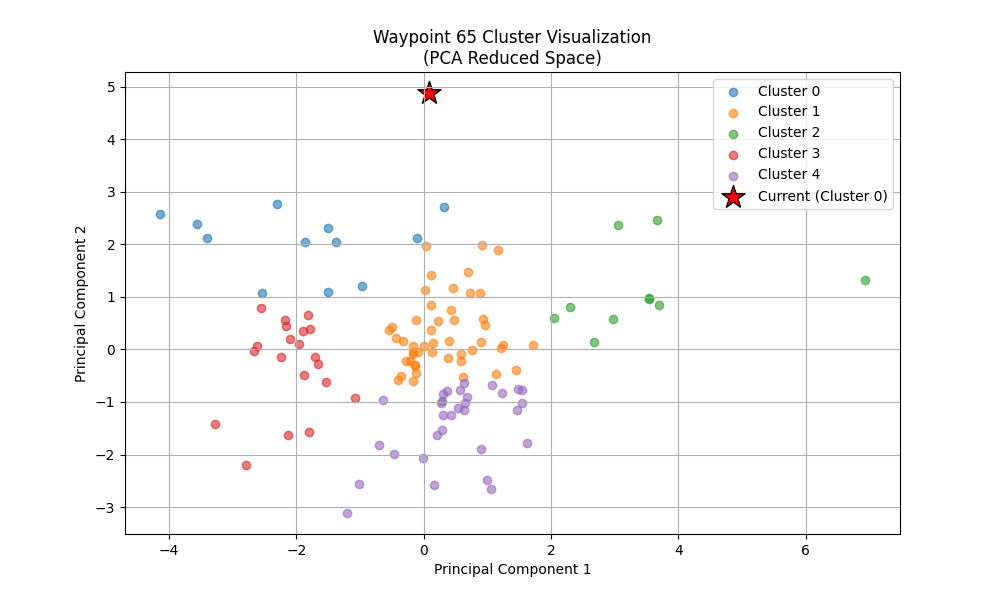 Waypoint 65 Cluster Visualization
(PCA Reduced Space)
Cluster 0
Cluster 1
Cluster 2
Cluster 3
Cluster 4
Current (Cluster 0)
Principal Component 2
5
4
3
2
1
0
−1
−2
−3
−4 −2 0 2 4 6
Principal Component 1